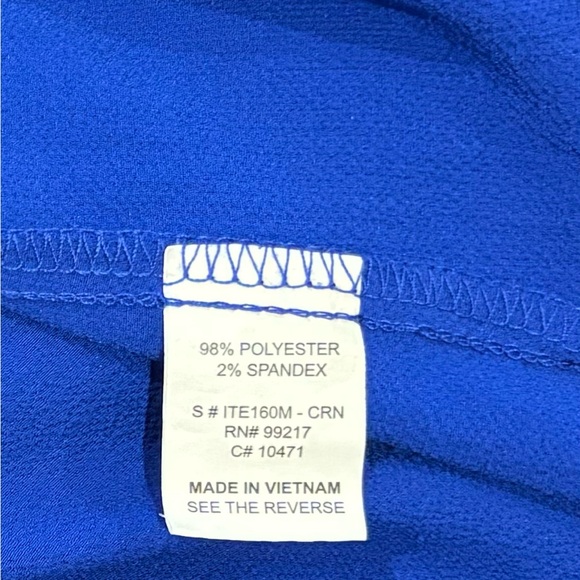 98% POLYESTER
2% SPANDEX
S # ITE160M - CRN
RN# 99217
C# 10471
MADE IN VIETNAM
SEE THE REVERSE